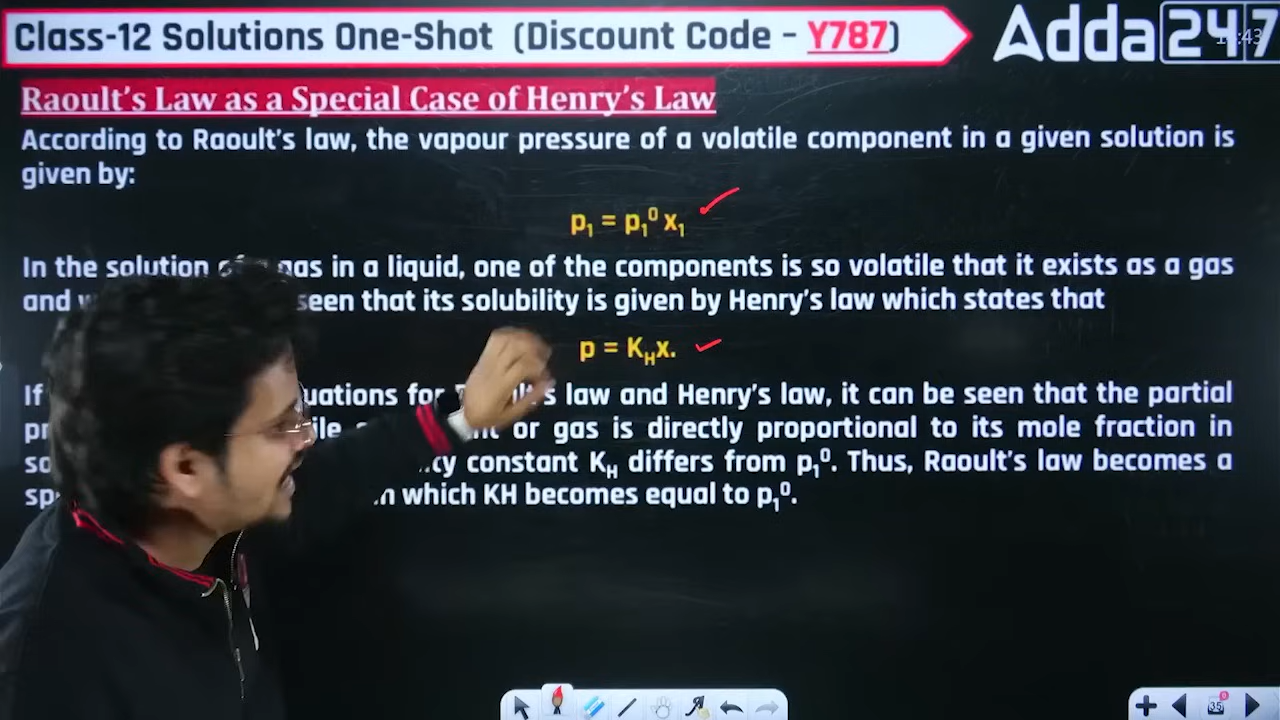 Class-12 Solutions One-Shot (Discount Code - Y787)
Adda 247
Raoult's Law as a Special Case of Henry's Law
According to Raoult's law, the vapour pressure of a volatile component in a given solution is
given by:
p₁ = p₁⁰ x₁
In the solution gas in a liquid, one of the components is so volatile that it exists as a gas
and seen that its solubility is given by Henry's law which states that
p = K_H x.
If for law and Henry's law, it can be seen that the partial
or gas is directly proportional to its mole fraction in
constant K_H differs from p₁⁰. Thus, Raoult's law becomes a
which KH becomes equal to p₁⁰.
35